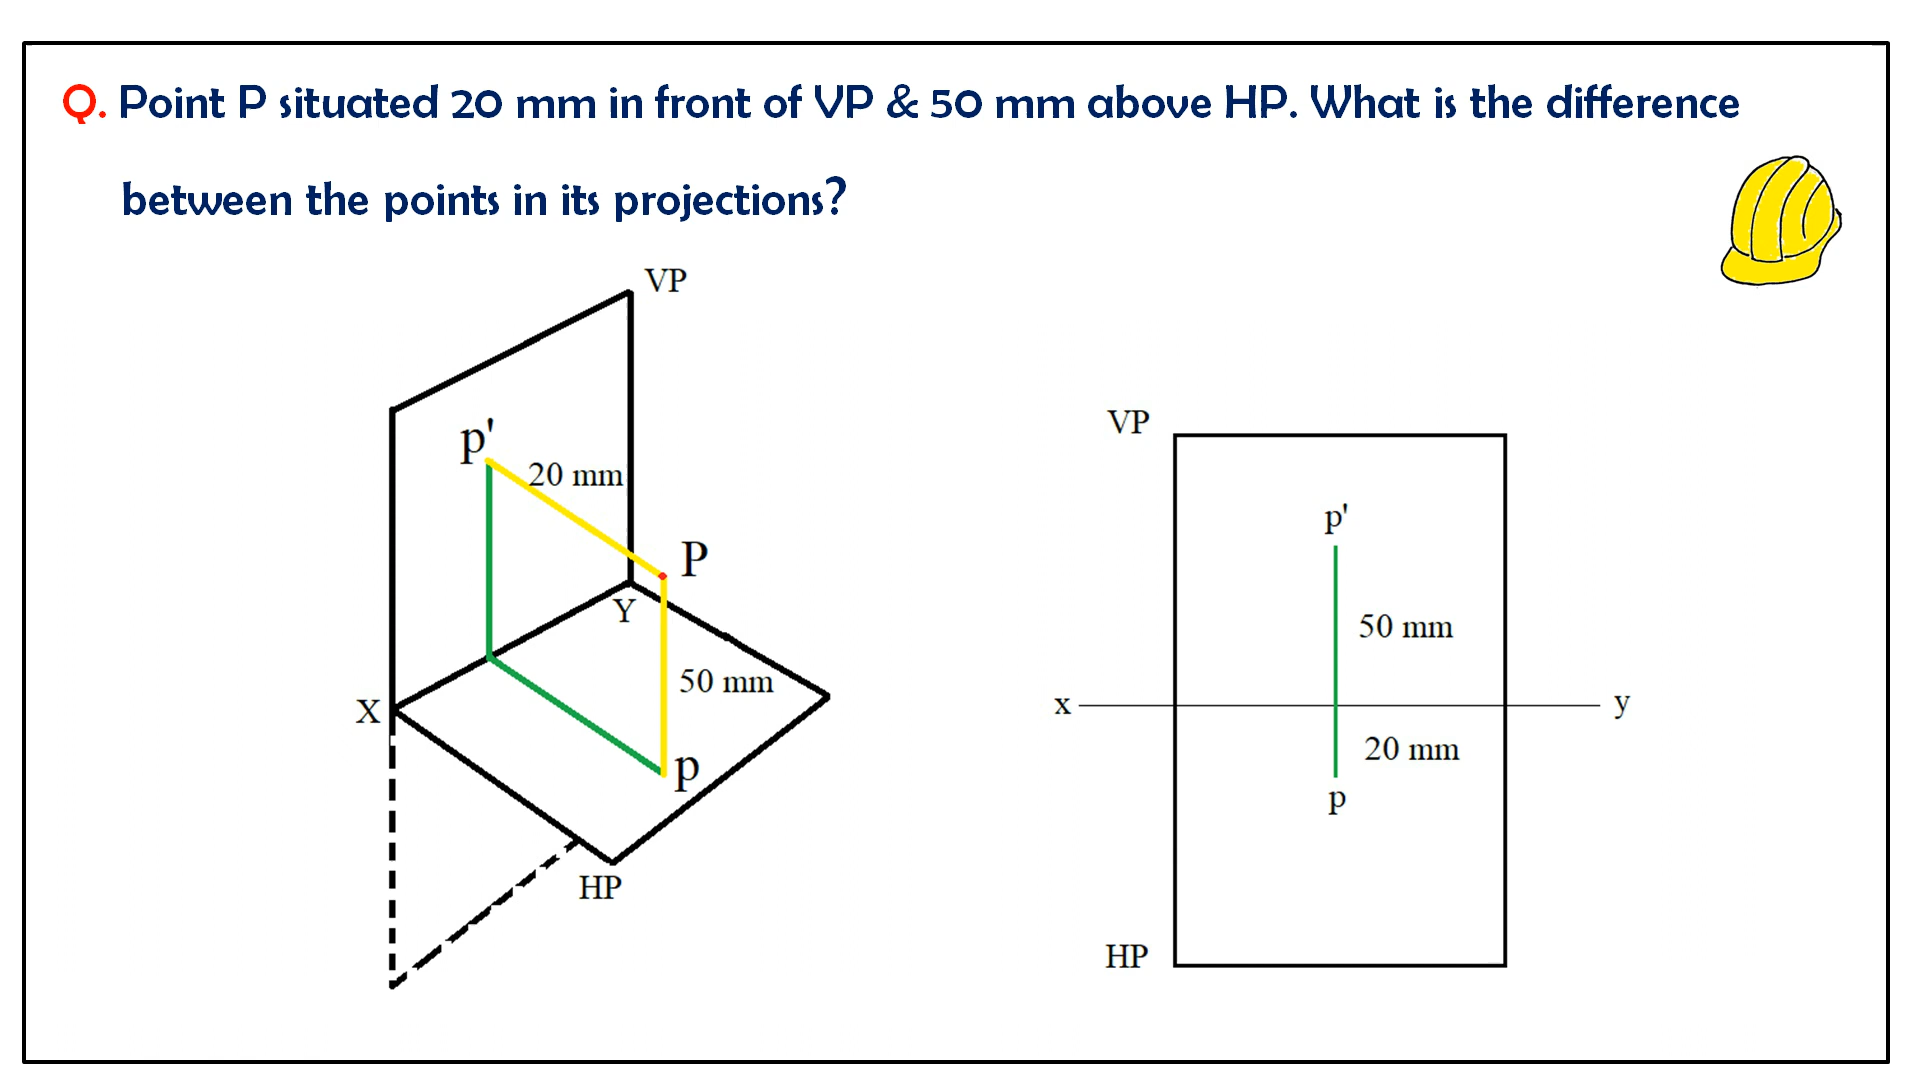 Q. Point P situated 20 mm in front of VP & 50 mm above HP. What is the difference
between the points in its projections?
VP
p'
20 mm
P
Y
50 mm
X
p
HP
VP
p'
50 mm
x
y
20 mm
p
HP